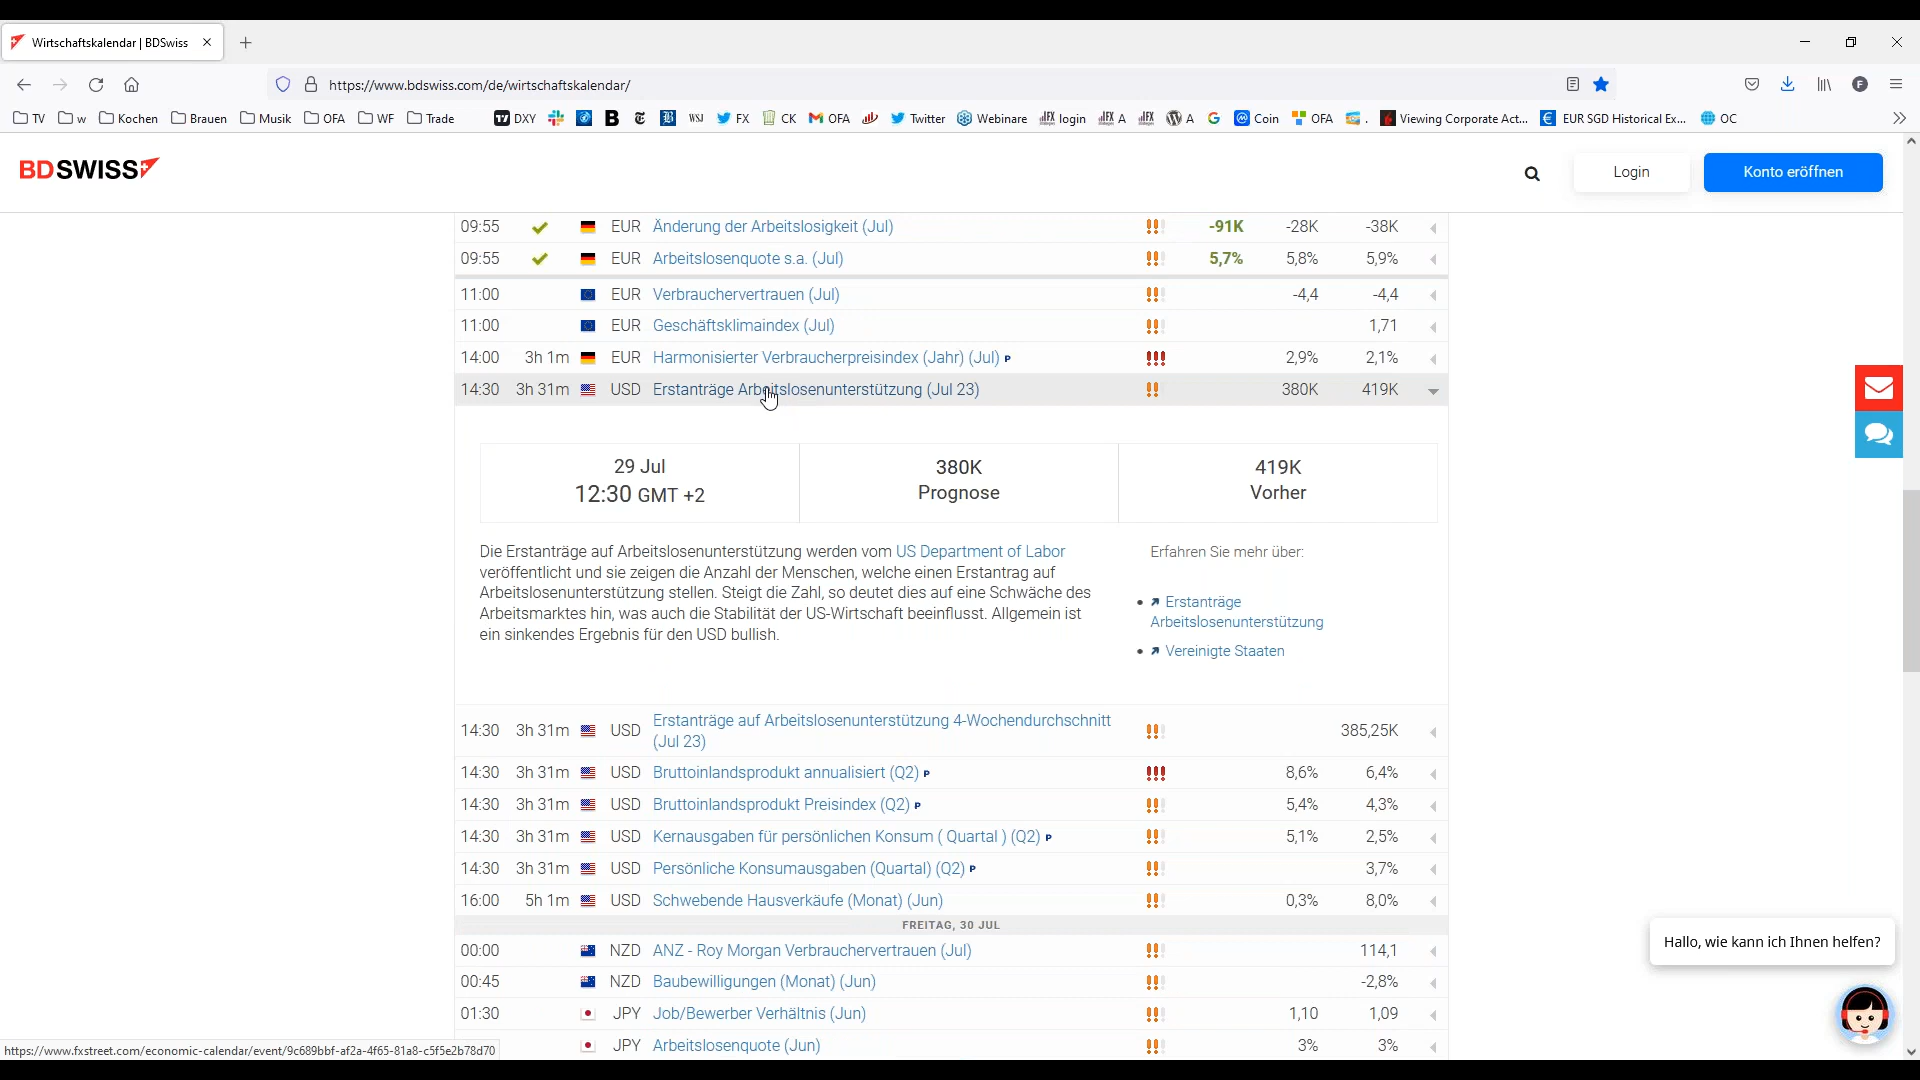 Wirtschaftskalendar | BDSwiss
https://www.bdswiss.com/de/wirtschaftskalendar/
TV w Kochen Brauen Musik OFA WF Trade DXY WSJ FX CK OFA Twitter Webinare login A A Coin OFA . Viewing Corporate Act... EUR SGD Historical Ex... OC
BDSWISS
Login
Konto eröffnen
09:55 EUR Änderung der Arbeitslosigkeit (Jul) -91K -28K -38K
09:55 EUR Arbeitslosenquote s.a. (Jul) 5,7% 5,8% 5,9%
11:00 EUR Verbrauchervertrauen (Jul) -4,4 -4,4
11:00 EUR Geschäftsklimaindex (Jul) 1,71
14:00 3h 1m EUR Harmonisierter Verbraucherpreisindex (Jahr) (Jul) P 2,9% 2,1%
14:30 3h 31m USD Erstanträge Arbeitslosenunterstützung (Jul 23) 380K 419K
29 Jul
12:30 GMT +2
380K
Prognose
419K
Vorher
Die Erstanträge auf Arbeitslosenunterstützung werden vom US Department of Labor
veröffentlicht und sie zeigen die Anzahl der Menschen, welche einen Erstantrag auf
Arbeitslosenunterstützung stellen. Steigt die Zahl, so deutet dies auf eine Schwäche des
Arbeitsmarktes hin, was auch die Stabilität der US-Wirtschaft beeinflusst. Allgemein ist
ein sinkendes Ergebnis für den USD bullish.
Erfahren Sie mehr über:
Erstanträge
Arbeitslosenunterstützung
Vereinigte Staaten
14:30 3h 31m USD Erstanträge auf Arbeitslosenunterstützung 4-Wochendurchschnitt
(Jul 23) 385,25K
14:30 3h 31m USD Bruttoinlandsprodukt annualisiert (Q2) P 8,6% 6,4%
14:30 3h 31m USD Bruttoinlandsprodukt Preisindex (Q2) P 5,4% 4,3%
14:30 3h 31m USD Kernausgaben für persönlichen Konsum ( Quartal ) (Q2) P 5,1% 2,5%
14:30 3h 31m USD Persönliche Konsumausgaben (Quartal) (Q2) P 3,7%
16:00 5h 1m USD Schwebende Hausverkäufe (Monat) (Jun) 0,3% 8,0%
FREITAG, 30 JUL
00:00 NZD ANZ - Roy Morgan Verbrauchervertrauen (Jul) 114,1
00:45 NZD Baubewilligungen (Monat) (Jun) -2,8%
01:30 JPY Job/Bewerber Verhältnis (Jun) 1,10 1,09
JPY Arbeitslosenquote (Jun) 3% 3%
Hallo, wie kann ich Ihnen helfen?
https://www.fxstreet.com/economic-calendar/event/9c689bbf-af2a-4f65-81a8-c5f5e2b78d70